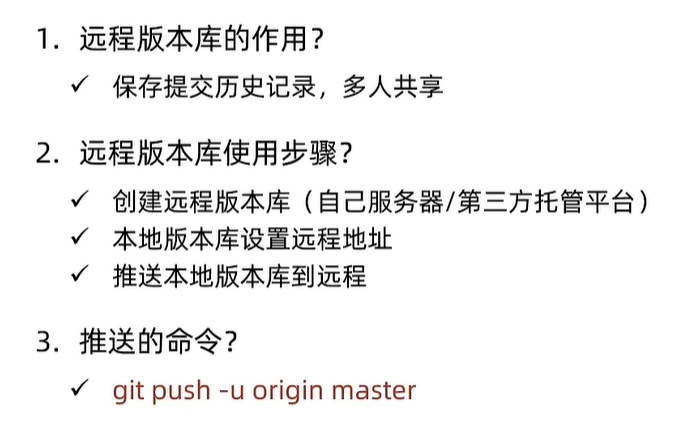 1. 远程版本库的作用？
✓ 保存提交历史记录，多人共享
2. 远程版本库使用步骤？
✓ 创建远程版本库（自己服务器/第三方托管平台）
✓ 本地版本库设置远程地址
✓ 推送本地版本库到远程
3. 推送的命令？
✓ git push -u origin master